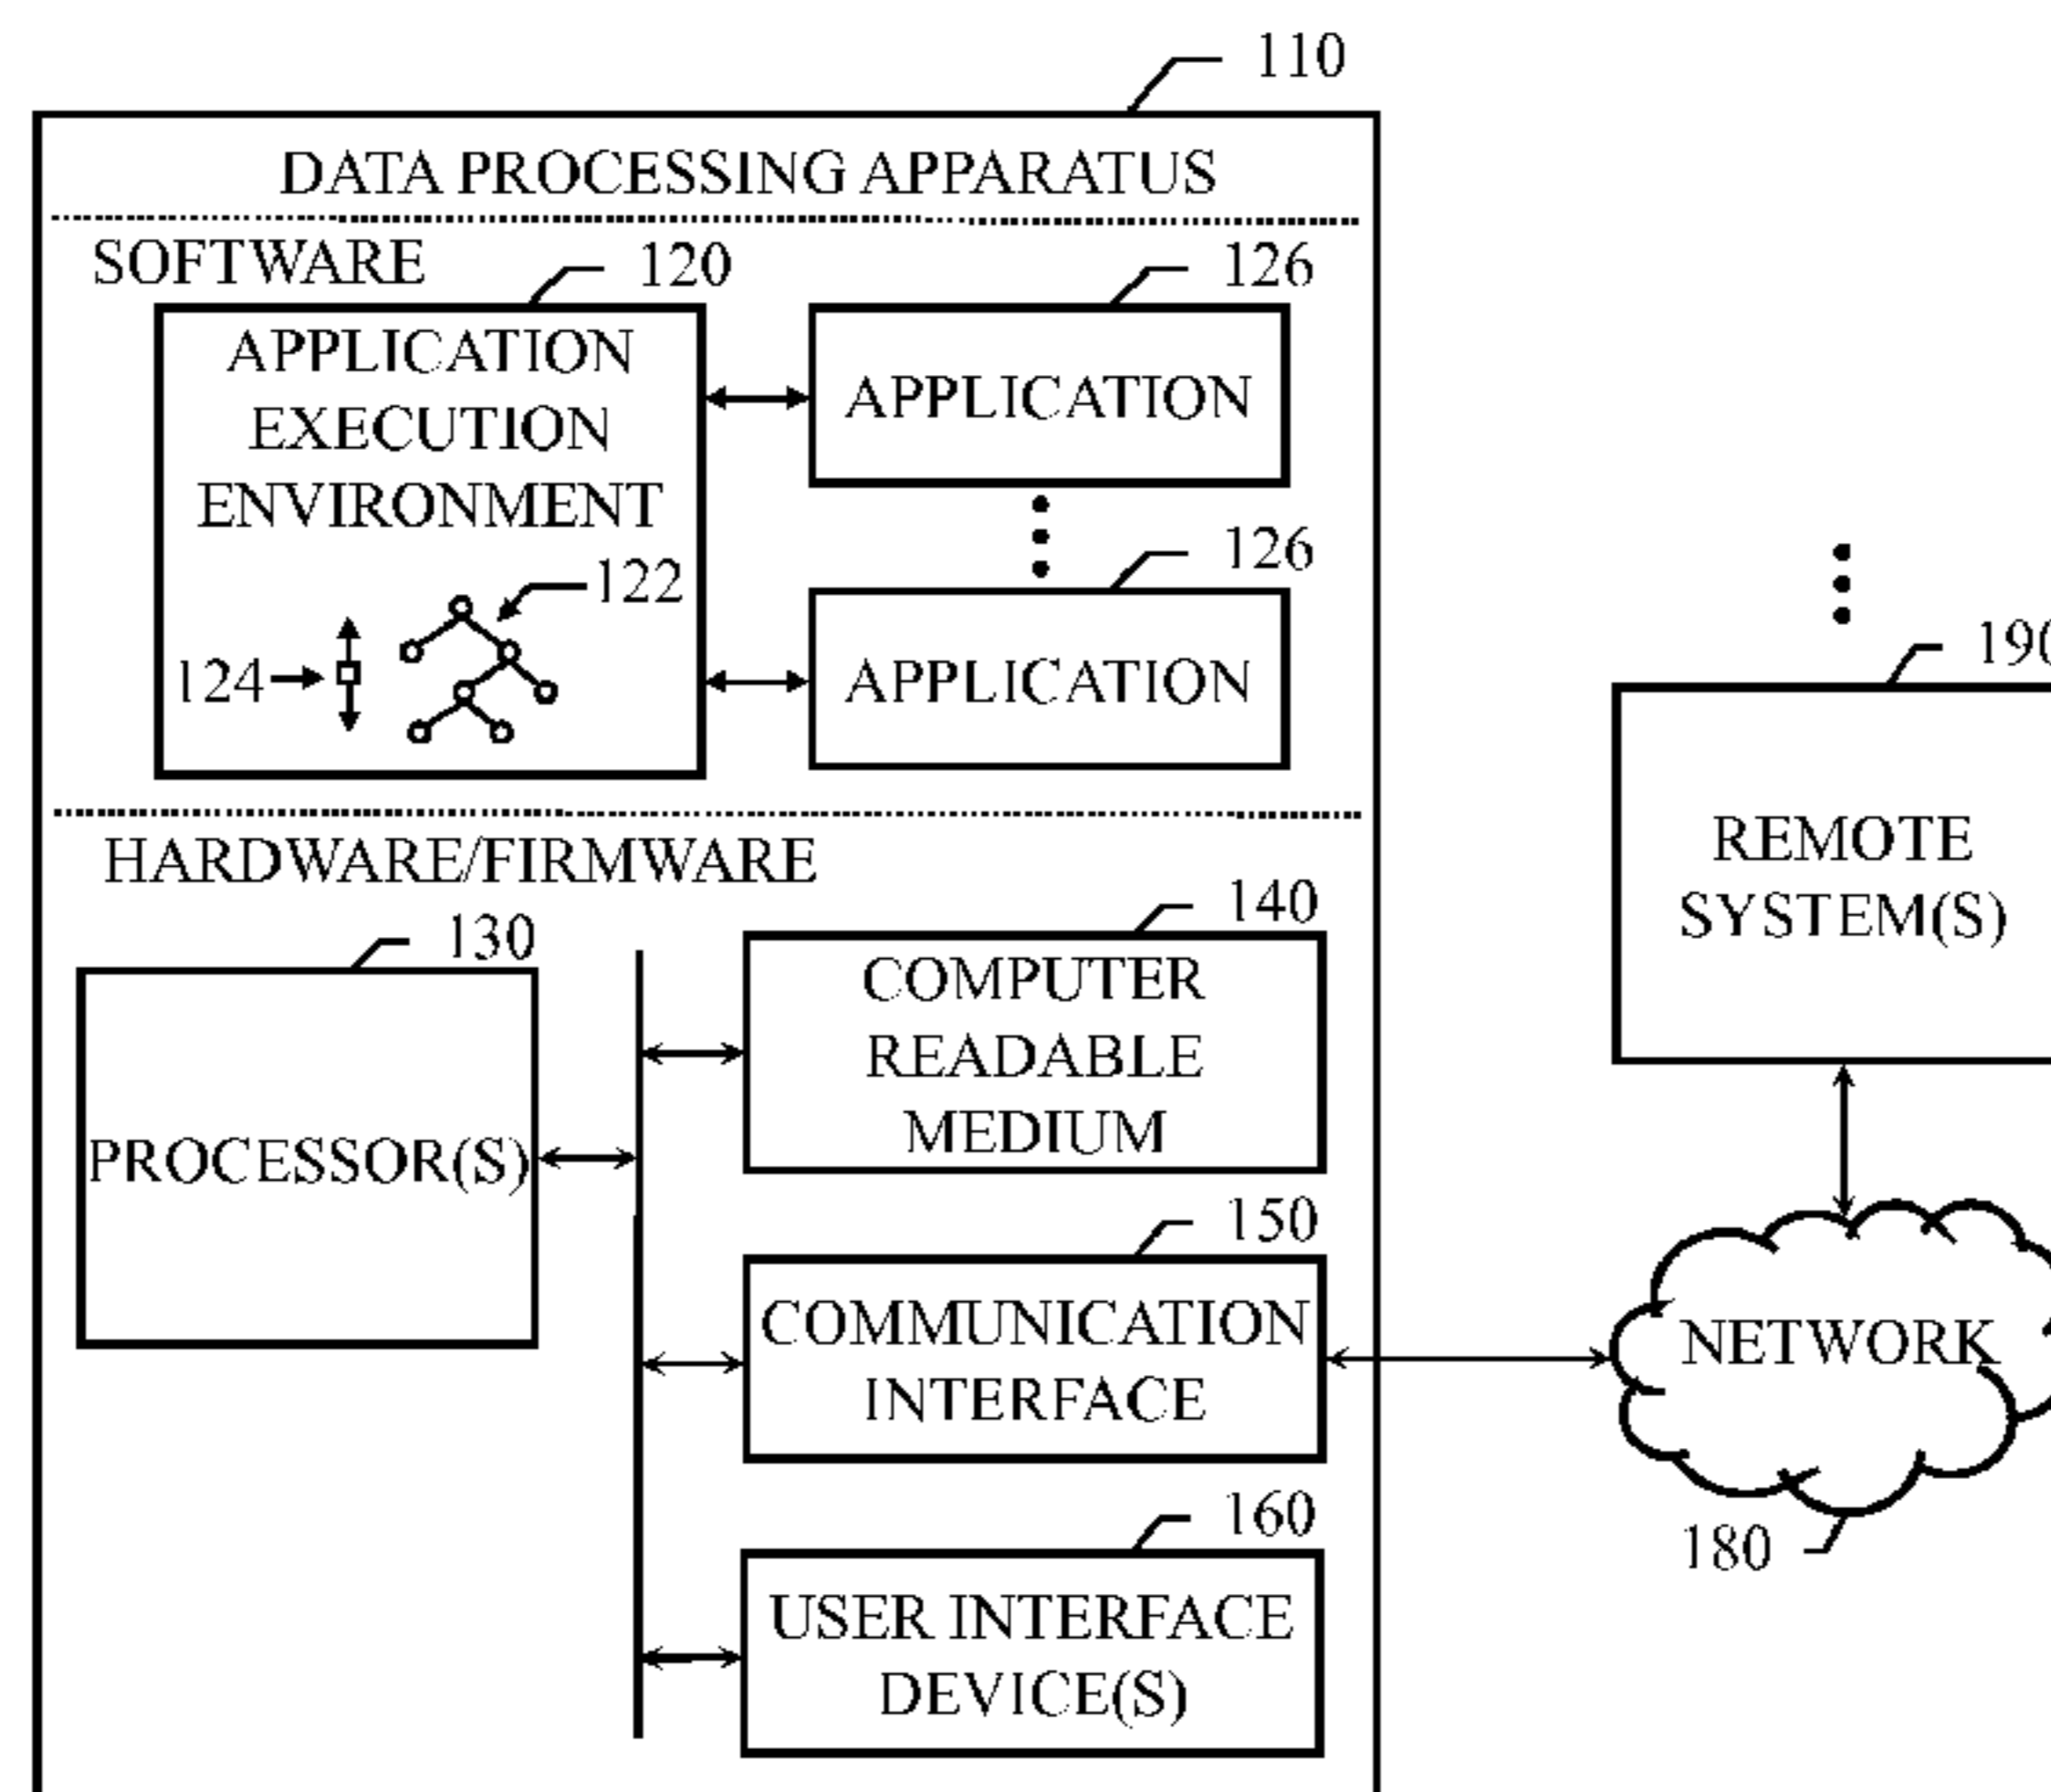 110
DATA PROCESSING APPARATUS
SOFTWARE
120
126
APPLICATION
EXECUTION
ENVIRONMENT
APPLICATION
122
124
126
APPLICATION
HARDWARE/FIRMWARE
130
PROCESSOR(S)
140
COMPUTER
READABLE
MEDIUM
150
COMMUNICATION
INTERFACE
160
USER INTERFACE
DEVICE(S)
190
REMOTE
SYSTEM(S)
NETWORK
180